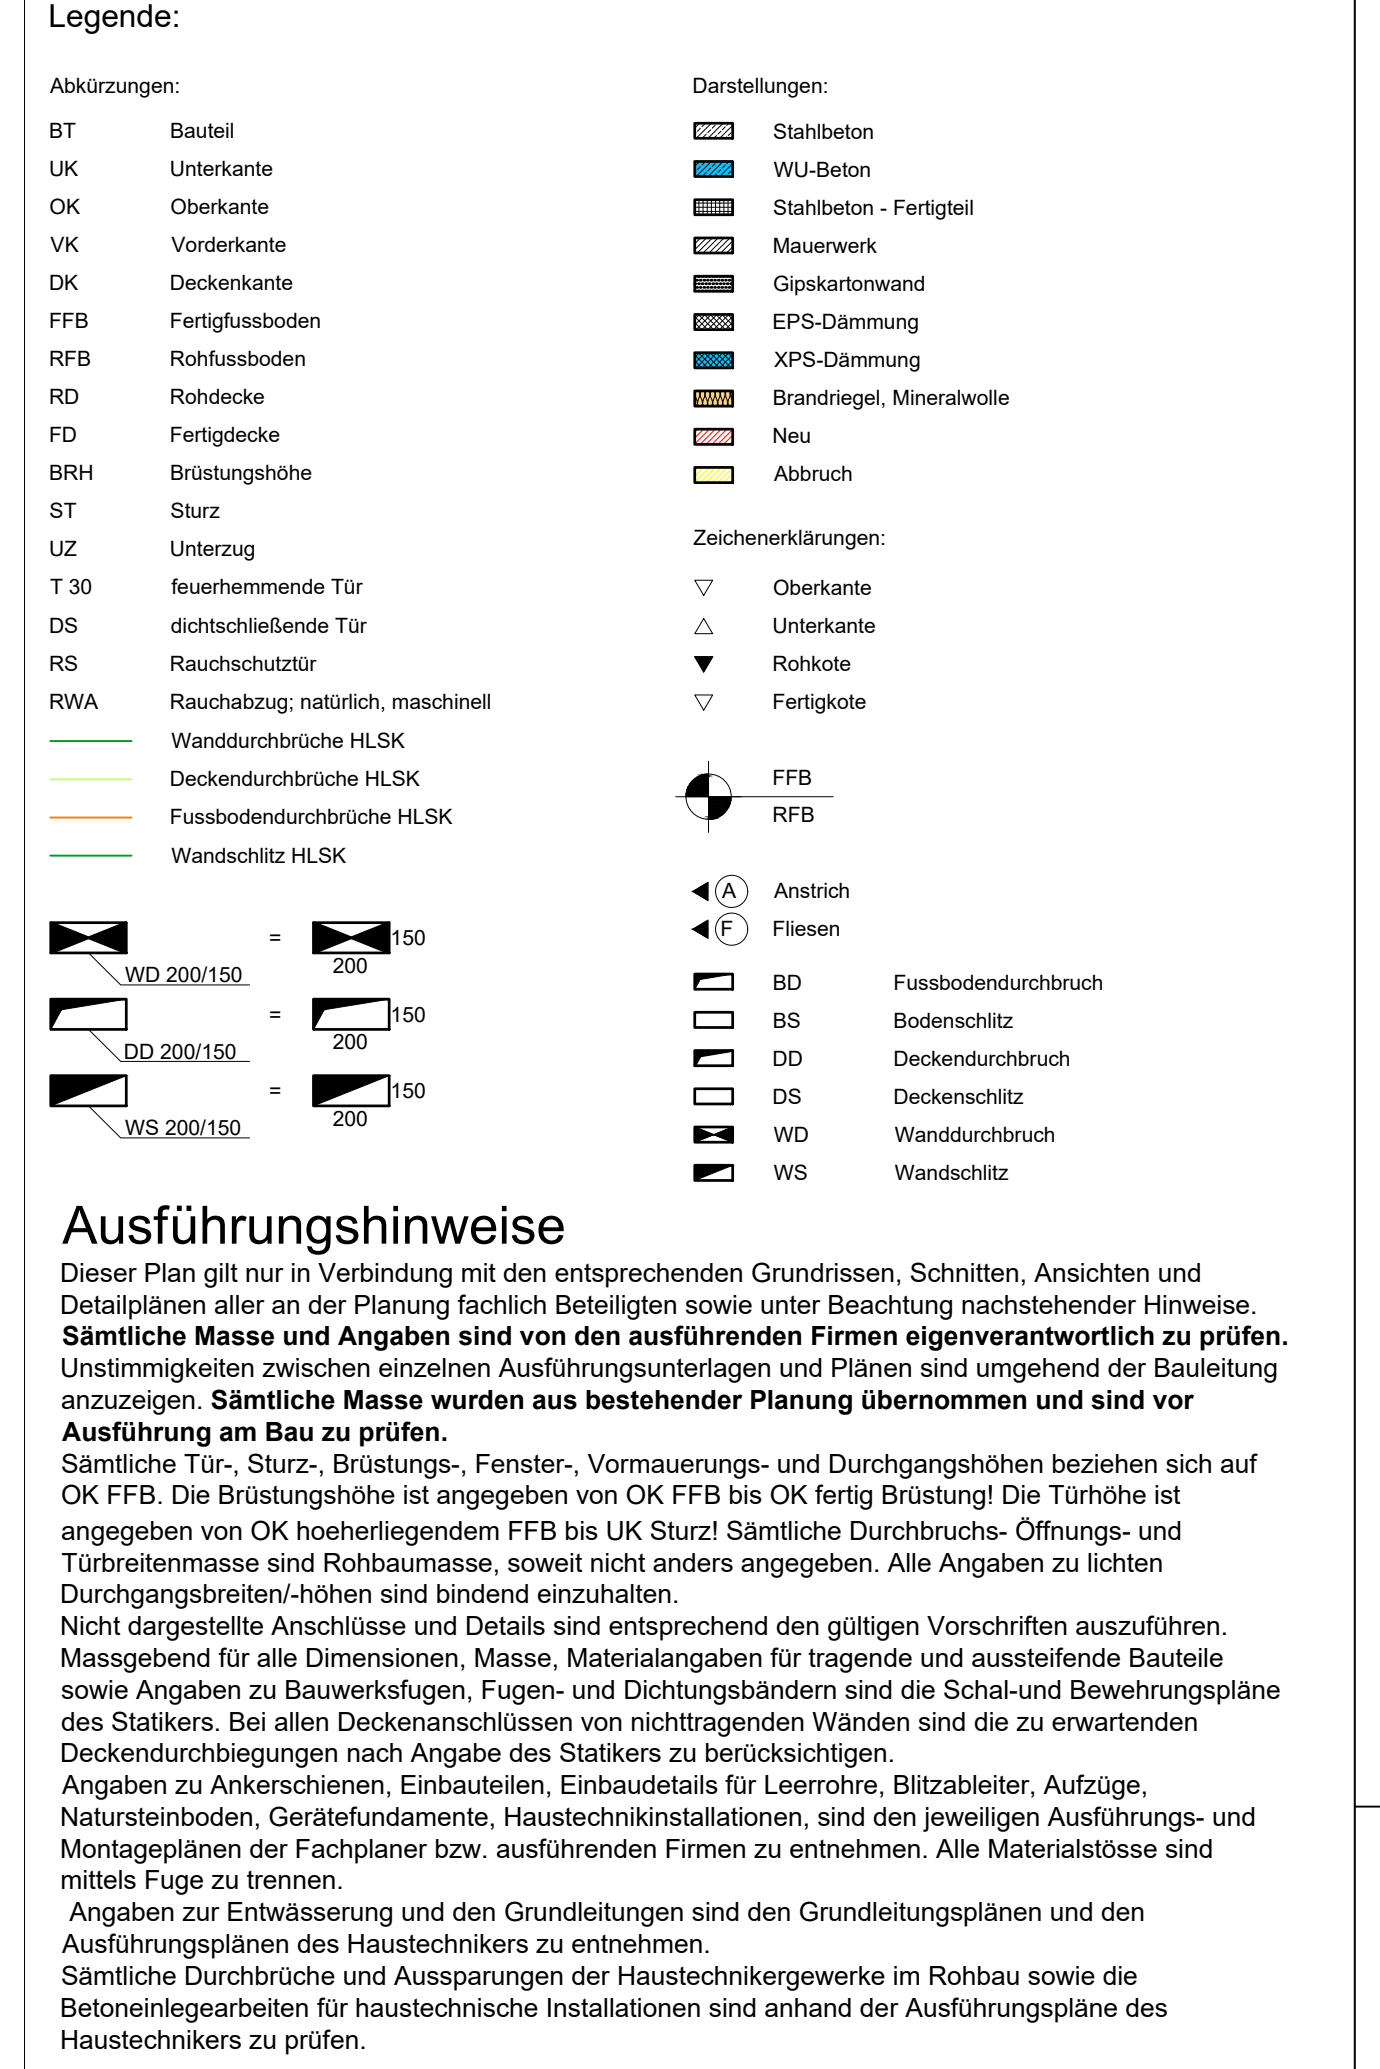 Legende:
Abkürzungen:
BT Bauteil
UK Unterkante
OK Oberkante
VK Vorderkante
DK Deckenkante
FFB Fertigfussboden
RFB Rohfussboden
RD Rohdecke
FD Fertigdecke
BRH Brüstungshöhe
ST Sturz
UZ Unterzug
T 30 feuerhemmende Tür
DS dichtschließende Tür
RS Rauchschutztür
RWA Rauchabzug; natürlich, maschinell
Wanddurchbrüche HLSK
Deckendurchbrüche HLSK
Fussbodendurchbrüche HLSK
Wandschlitz HLSK
= 150
WD 200/150 200
= 150
DD 200/150 200
= 150
WS 200/150 200
Darstellungen:
Stahlbeton
WU-Beton
Stahlbeton - Fertigteil
Mauerwerk
Gipskartonwand
EPS-Dämmung
XPS-Dämmung
Brandriegel, Mineralwolle
Neu
Abbruch
Zeichenerklärungen:
Oberkante
Unterkante
Rohkote
Fertigkote
FFB
RFB
A Anstrich
F Fliesen
BD Fussbodendurchbruch
BS Bodenschlitz
DD Deckendurchbruch
DS Deckenschlitz
WD Wanddurchbruch
WS Wandschlitz
Ausführungshinweise
Dieser Plan gilt nur in Verbindung mit den entsprechenden Grundrissen, Schnitten, Ansichten und
Detailplänen aller an der Planung fachlich Beteiligten sowie unter Beachtung nachstehender Hinweise.
Sämtliche Masse und Angaben sind von den ausführenden Firmen eigenverantwortlich zu prüfen.
Unstimmigkeiten zwischen einzelnen Ausführungsunterlagen und Plänen sind umgehend der Bauleitung
anzuzeigen. Sämtliche Masse wurden aus bestehender Planung übernommen und sind vor
Ausführung am Bau zu prüfen.
Sämtliche Tür-, Sturz-, Brüstungs-, Fenster-, Vormauerungs- und Durchgangshöhen beziehen sich auf
OK FFB. Die Brüstungshöhe ist angegeben von OK FFB bis OK fertig Brüstung! Die Türhöhe ist
angegeben von OK hoeherliegendem FFB bis UK Sturz! Sämtliche Durchbruchs- Öffnungs- und
Türbreitenmasse sind Rohbaumasse, soweit nicht anders angegeben. Alle Angaben zu lichten
Durchgangsbreiten/-höhen sind bindend einzuhalten.
Nicht dargestellte Anschlüsse und Details sind entsprechend den gültigen Vorschriften auszuführen.
Massgebend für alle Dimensionen, Masse, Materialangaben für tragende und aussteifende Bauteile
sowie Angaben zu Bauwerksfugen, Fugen- und Dichtungsbändern sind die Schal-und Bewehrungspläne
des Statikers. Bei allen Deckenanschlüssen von nichttragenden Wänden sind die zu erwartenden
Deckendurchbiegungen nach Angabe des Statikers zu berücksichtigen.
Angaben zu Ankerschienen, Einbauteilen, Einbaudetails für Leerrohre, Blitzableiter, Aufzüge,
Natursteinboden, Gerätefundamente, Haustechnikinstallationen, sind den jeweiligen Ausführungs- und
Montageplänen der Fachplaner bzw. ausführenden Firmen zu entnehmen. Alle Materialstösse sind
mittels Fuge zu trennen.
Angaben zur Entwässerung und den Grundleitungen sind den Grundleitungsplänen und den
Ausführungsplänen des Haustechnikers zu entnehmen.
Sämtliche Durchbrüche und Aussparungen der Haustechnikergewerke im Rohbau sowie die
Betoneinlegearbeiten für haustechnische Installationen sind anhand der Ausführungspläne des
Haustechnikers zu prüfen.